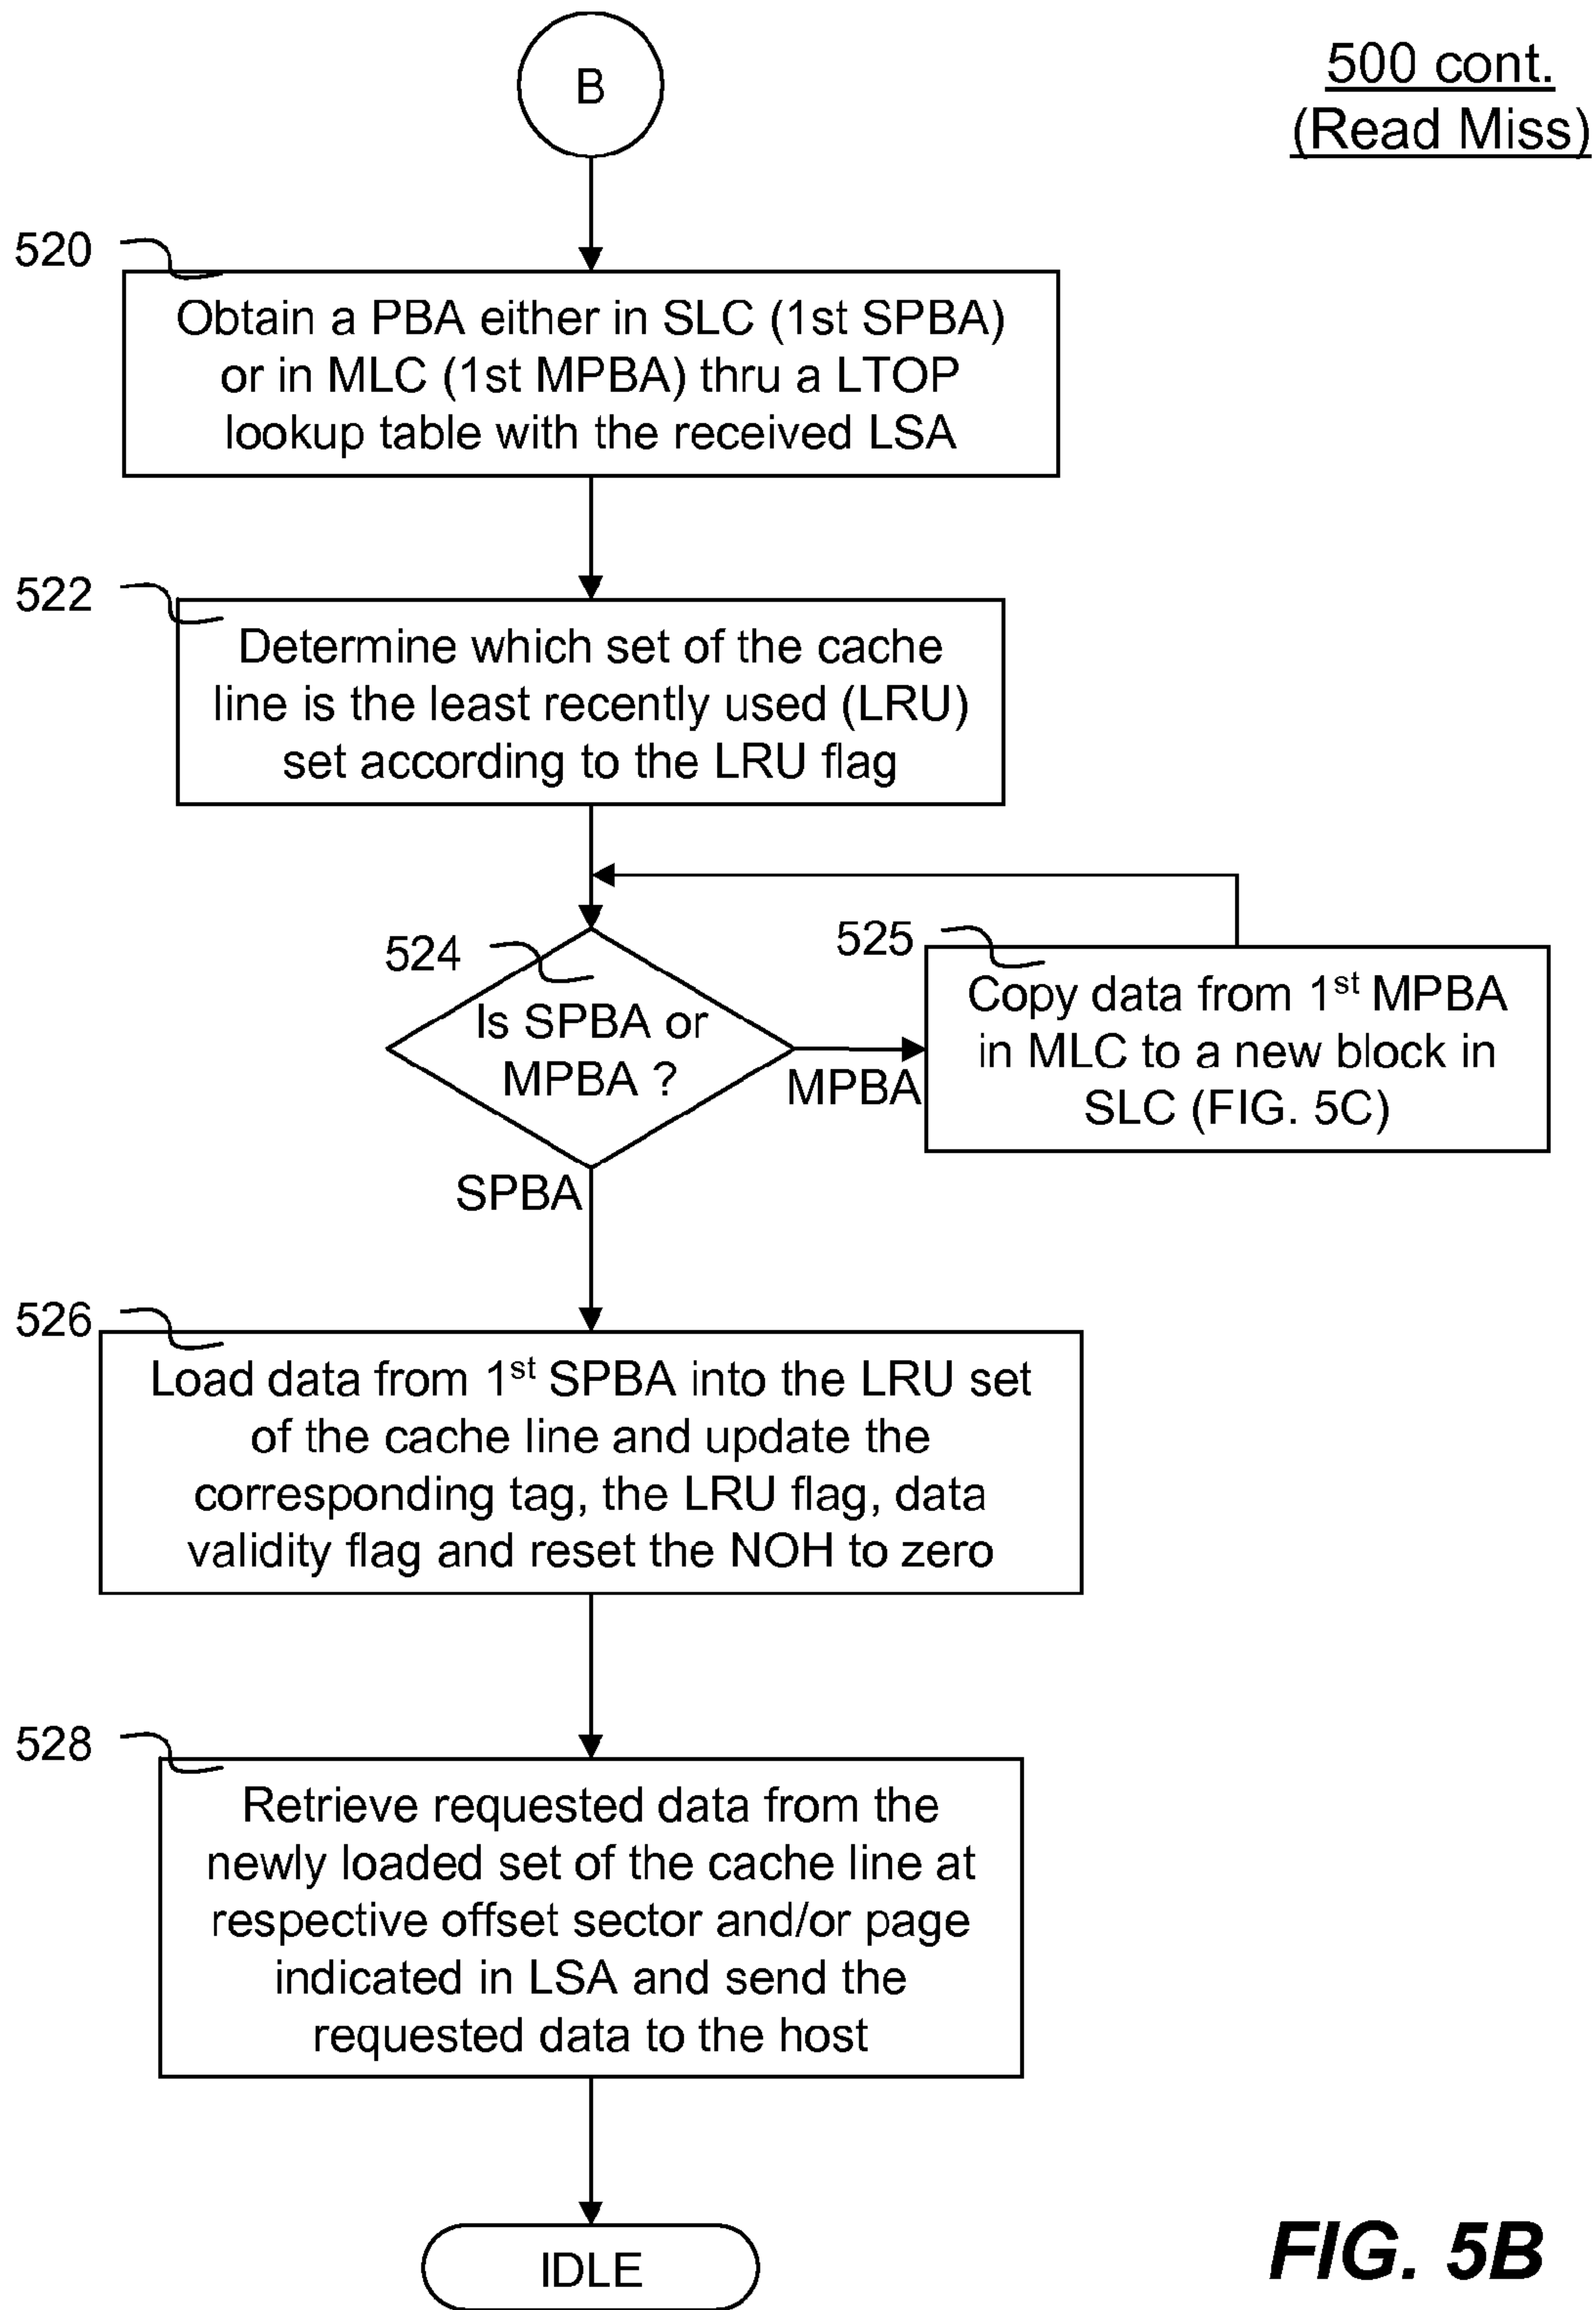 B
500 cont.
(Read Miss)
520
Obtain a PBA either in SLC (1st SPBA)
or in MLC (1st MPBA) thru a LTOP
lookup table with the received LSA
522
Determine which set of the cache
line is the least recently used (LRU)
set according to the LRU flag
524
Is SPBA or
MPBA ?
MPBA
525
Copy data from 1st MPBA
in MLC to a new block in
SLC (FIG. 5C)
SPBA
526
Load data from 1st SPBA into the LRU set
of the cache line and update the
corresponding tag, the LRU flag, data
validity flag and reset the NOH to zero
528
Retrieve requested data from the
newly loaded set of the cache line at
respective offset sector and/or page
indicated in LSA and send the
requested data to the host
IDLE
FIG. 5B